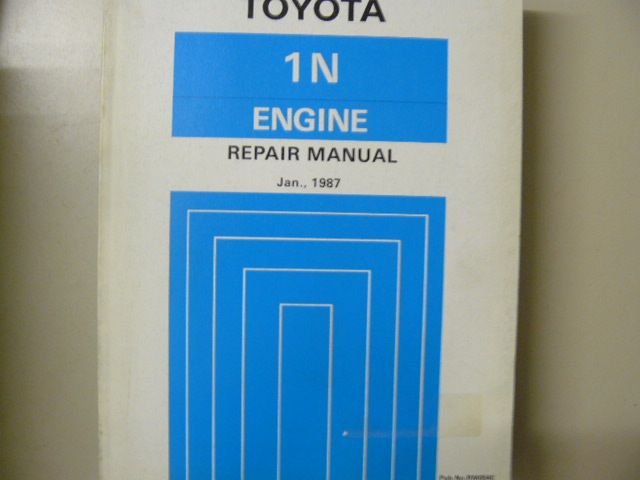 TOYOTA
1N
ENGINE
REPAIR MANUAL
Jan., 1987